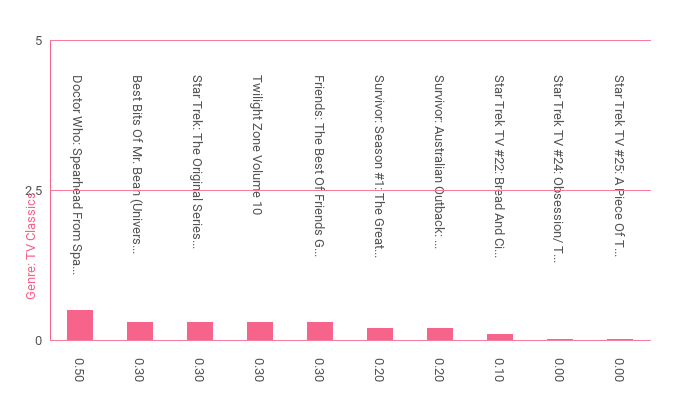 5
2.5
0
Genre: TV Classics
Doctor Who: Spearhead From Spa...
Best Bits Of Mr. Bean (Univers...
Star Trek: The Original Series...
Twilight Zone Volume 10
Friends: The Best Of Friends G...
Survivor: Season #1: The Great...
Survivor: Australian Outback: ...
Star Trek TV #22: Bread And Ci...
Star Trek TV #24: Obsession/ T...
Star Trek TV #25: A Piece Of T...
0.50
0.30
0.30
0.30
0.30
0.20
0.20
0.10
0.00
0.00